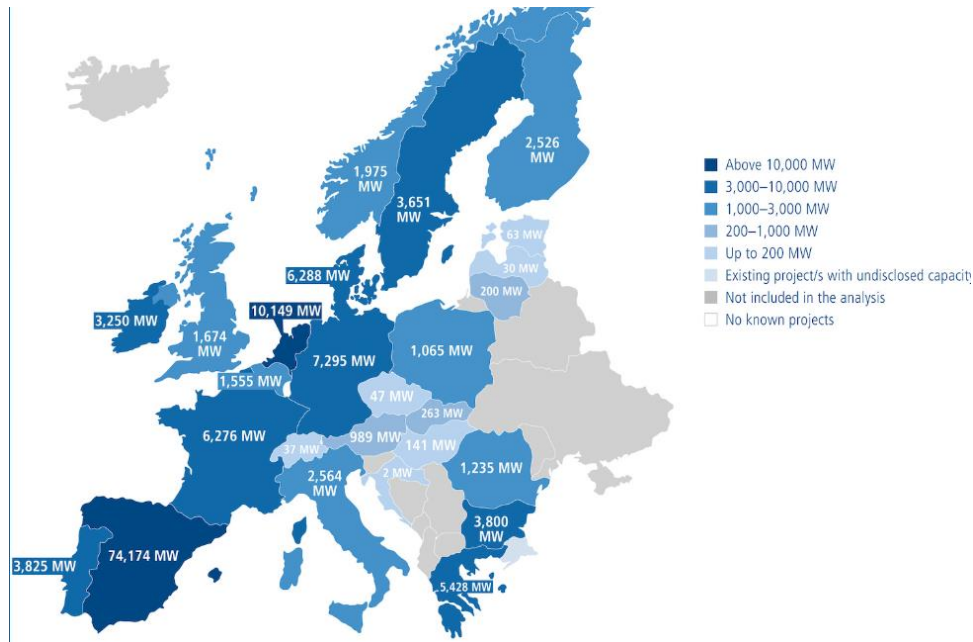 2,526
MW
1,975
MW
3,651
MW
63 MW
30 MW
200 MW
6,288 MW
10,149 MW
3,250 MW
1,674
MW
1,555 MW
7,295 MW
1,065 MW
47 MW
263 MW
6,276 MW
989 MW
141 MW
37 MW
2,564
MW
2 MW
1,235 MW
3,800
MW
74,174 MW
3,825 MW
5,428 MW
Above 10,000 MW
3,000–10,000 MW
1,000–3,000 MW
200–1,000 MW
Up to 200 MW
Existing project/s with undisclosed capacity
Not included in the analysis
No known projects